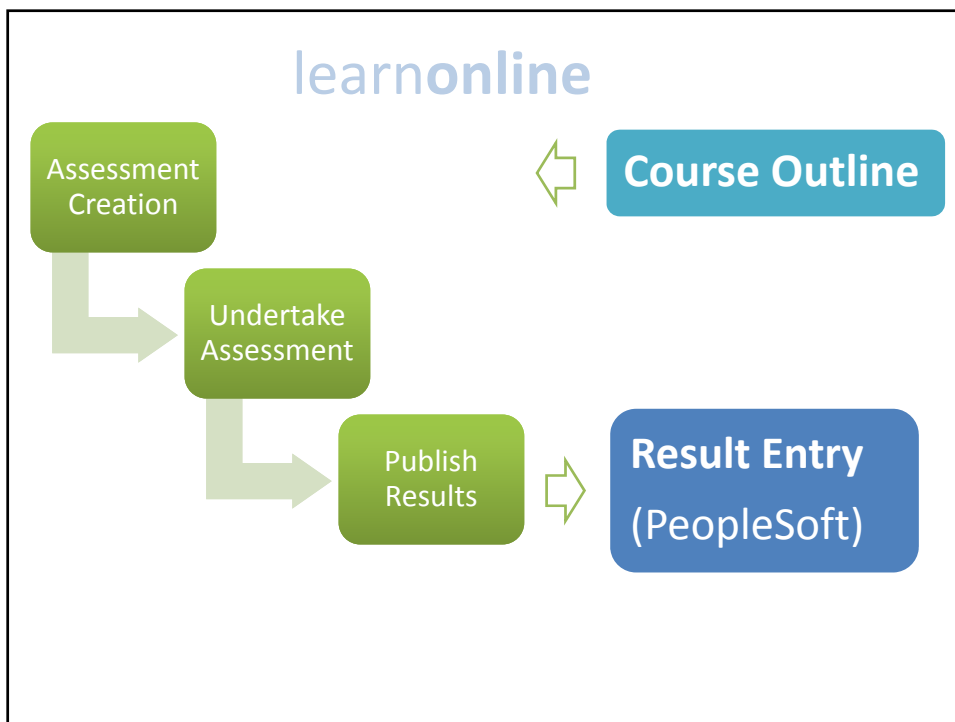 learnonline
Assessment
Creation
Course Outline
Undertake
Assessment
Publish
Results
Result Entry
(PeopleSoft)